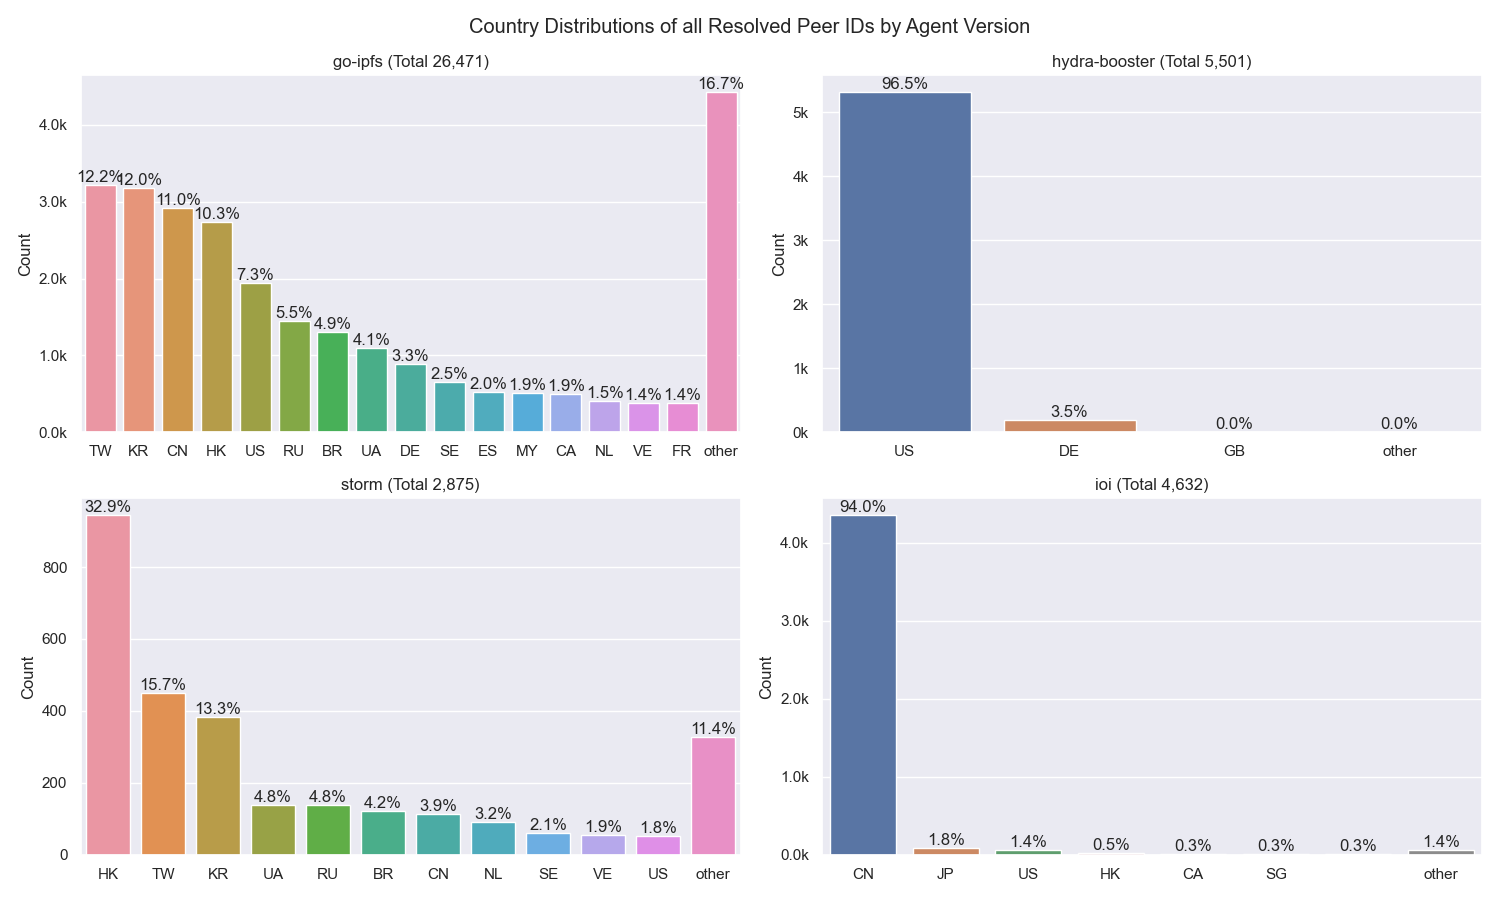 Country Distributions of all Resolved Peer IDs by Agent Version
go-ipfs (Total 26,471)
Count
4.0k
3.0k
2.0k
1.0k
0.0k
12.2% 12.0% 11.0% 10.3% 7.3% 5.5% 4.9% 4.1% 3.3% 2.5% 2.0% 1.9% 1.9% 1.5% 1.4% 1.4% 16.7%
TW KR CN HK US RU BR UA DE SE ES MY CA NL VE FR other
hydra-booster (Total 5,501)
Count
5k
4k
3k
2k
1k
0k
96.5% 3.5% 0.0% 0.0%
US DE GB other
storm (Total 2,875)
Count
800
600
400
200
0
32.9% 15.7% 13.3% 4.8% 4.8% 4.2% 3.9% 3.2% 2.1% 1.9% 1.8% 11.4%
HK TW KR UA RU BR CN NL SE VE US other
ioi (Total 4,632)
Count
4.0k
3.0k
2.0k
1.0k
0.0k
94.0% 1.8% 1.4% 0.5% 0.3% 0.3% 0.3% 1.4%
CN JP US HK CA SG other